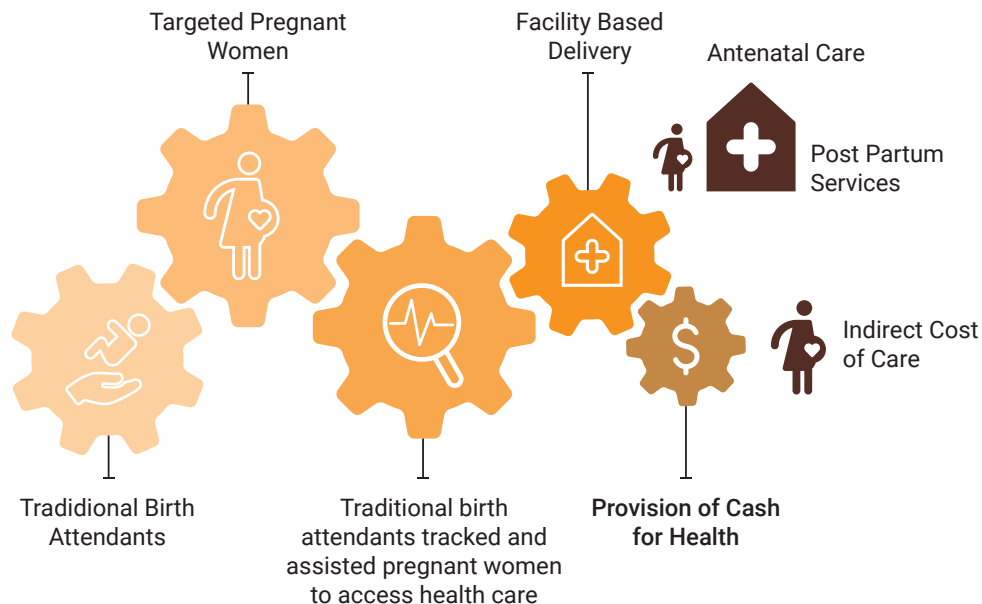 Targeted Pregnant
Women
Facility Based
Delivery
Antenatal Care
Post Partum
Services
Indirect Cost
of Care
$
Tradidional Birth
Attendants
Traditional birth
attendants tracked and
assisted pregnant women
to access health care
Provision of Cash
for Health